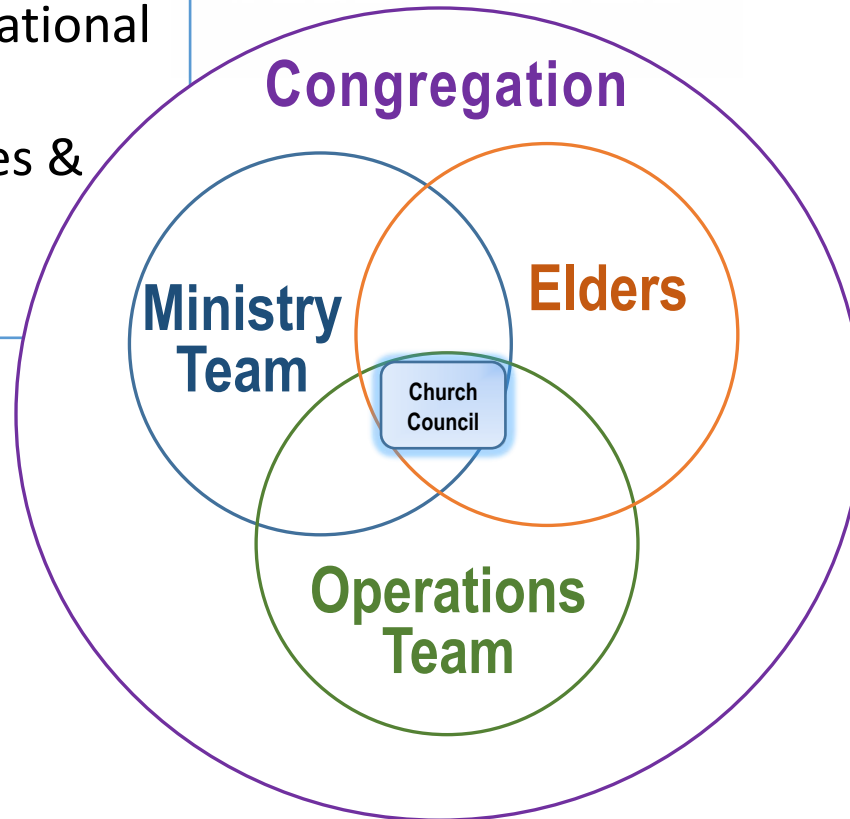 ational
es &
Congregation
Elders
Ministry
Team
Church
Council
Operations
Team